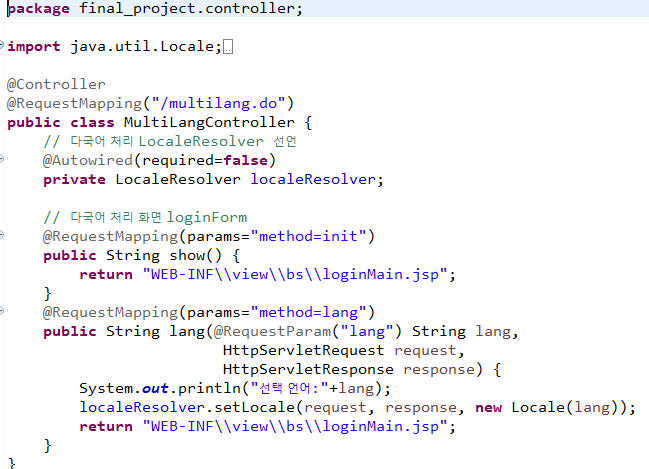 package final_project.controller;
import java.util.Locale;
@Controller
@RequestMapping("/multilang.do")
public class MultiLangController {
// 다국어 처리 LocaleResolver 선언
@Autowired(required=false)
private LocaleResolver localeResolver;
// 다국어 처리 화면 loginForm
@RequestMapping(params="method=init")
public String show() {
return "WEB-INF\\view\\bs\\loginMain.jsp";
}
@RequestMapping(params="method=lang")
public String lang(@RequestParam("lang") String lang,
HttpServletRequest request,
HttpServletResponse response) {
System.out.println("선택 언어:"+lang);
localeResolver.setLocale(request, response, new Locale(lang));
return "WEB-INF\\view\\bs\\loginMain.jsp";
}
}